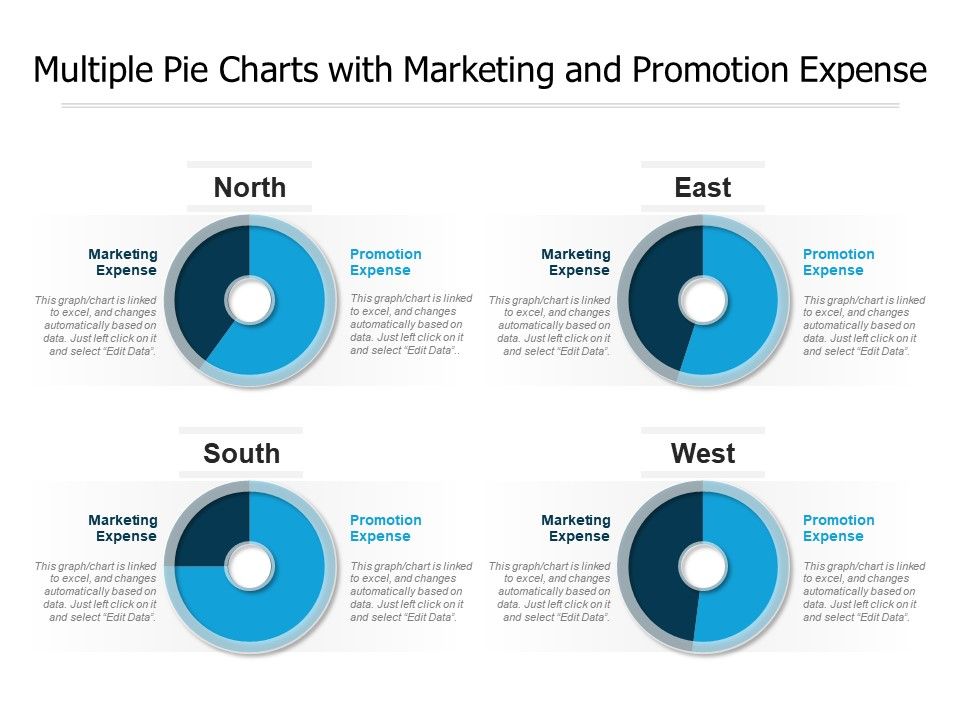 Multiple Pie Charts with Marketing and Promotion Expense
North
Marketing
Expense
This graph/chart is linked
to excel, and changes
automatically based on
data. Just left click on it
and select “Edit Data”.
Promotion
Expense
This graph/chart is linked
to excel, and changes
automatically based on
data. Just left click on it
and select “Edit Data”..
East
Marketing
Expense
This graph/chart is linked
to excel, and changes
automatically based on
data. Just left click on it
and select “Edit Data”.
Promotion
Expense
This graph/chart is linked
to excel, and changes
automatically based on
data. Just left click on it
and select “Edit Data”.
South
Marketing
Expense
This graph/chart is linked
to excel, and changes
automatically based on
data. Just left click on it
and select “Edit Data”.
Promotion
Expense
This graph/chart is linked
to excel, and changes
automatically based on
data. Just left click on it
and select “Edit Data”.
West
Marketing
Expense
This graph/chart is linked
to excel, and changes
automatically based on
data. Just left click on it
and select “Edit Data”.
Promotion
Expense
This graph/chart is linked
to excel, and changes
automatically based on
data. Just left click on it
and select “Edit Data”.